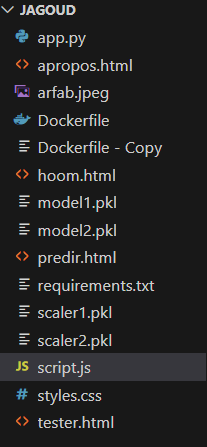 JAGOUD
app.py
apropos.html
arfab.jpeg
Dockerfile
Dockerfile - Copy
hoom.html
model1.pkl
model2.pkl
predir.html
requirements.txt
scaler1.pkl
scaler2.pkl
JS script.js
# styles.css
tester.html